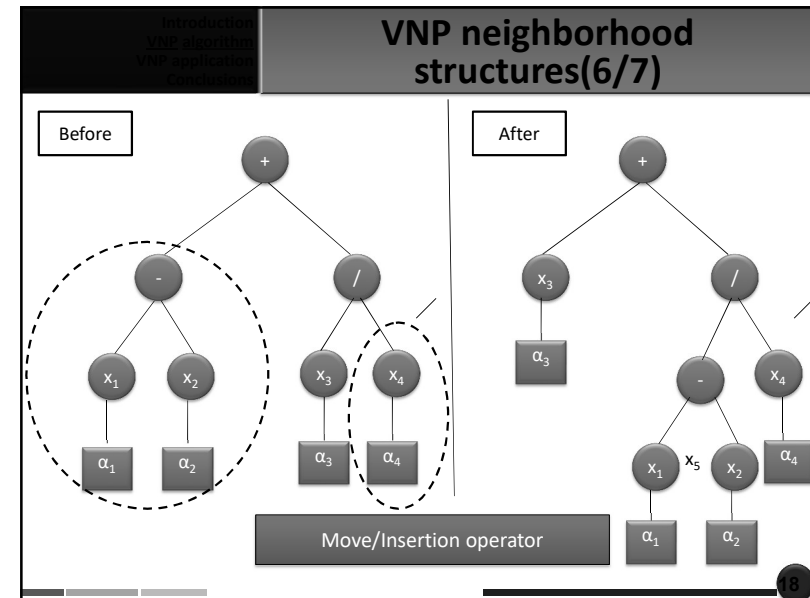 Introduction
VNP algorithm
VNP application
Conclusions
VNP neighborhood
structures(6/7)
Before
+
-
/
x₁
x₂
x₃
x₄
α₁
α₂
α₃
α₄
After
+
x₃
/
α₃
-
x₄
x₁
x₅
x₂
α₄
α₁
α₂
Move/Insertion operator
18